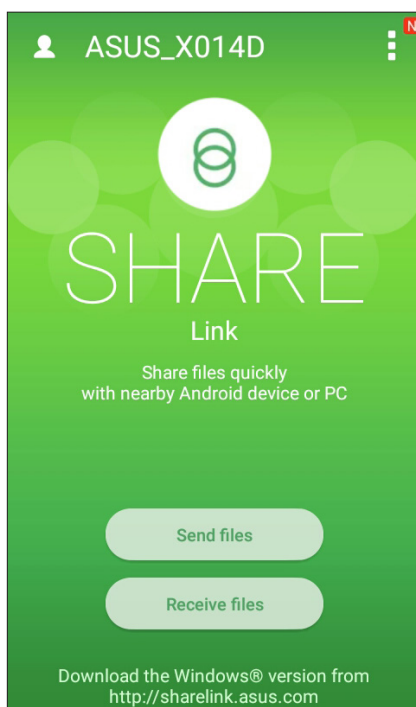 ASUS_X014D
N
SHARE
Link
Share files quickly
with nearby Android device or PC
Send files
Receive files
Download the Windows® version from
http://sharelink.asus.com